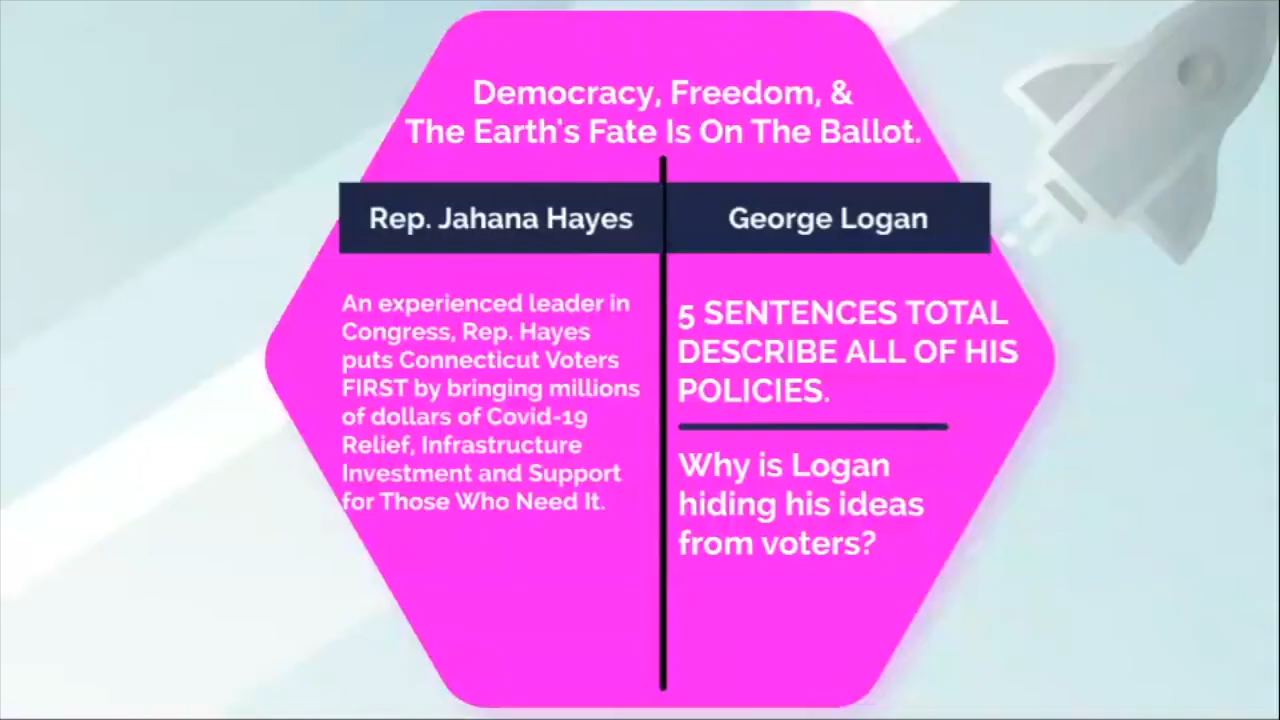 Democracy, Freedom, &
The Earth's Fate Is On The Ballot.
Rep. Jahana Hayes
George Logan
An experienced leader in
Congress, Rep. Hayes
puts Connecticut Voters
FIRST by bringing millions
of dollars of Covid-19
Relief, Infrastructure
Investment and Support
for Those Who Need It.
5 SENTENCES TOTAL
DESCRIBE ALL OF HIS
POLICIES.
Why is Logan
hiding his ideas
from voters?